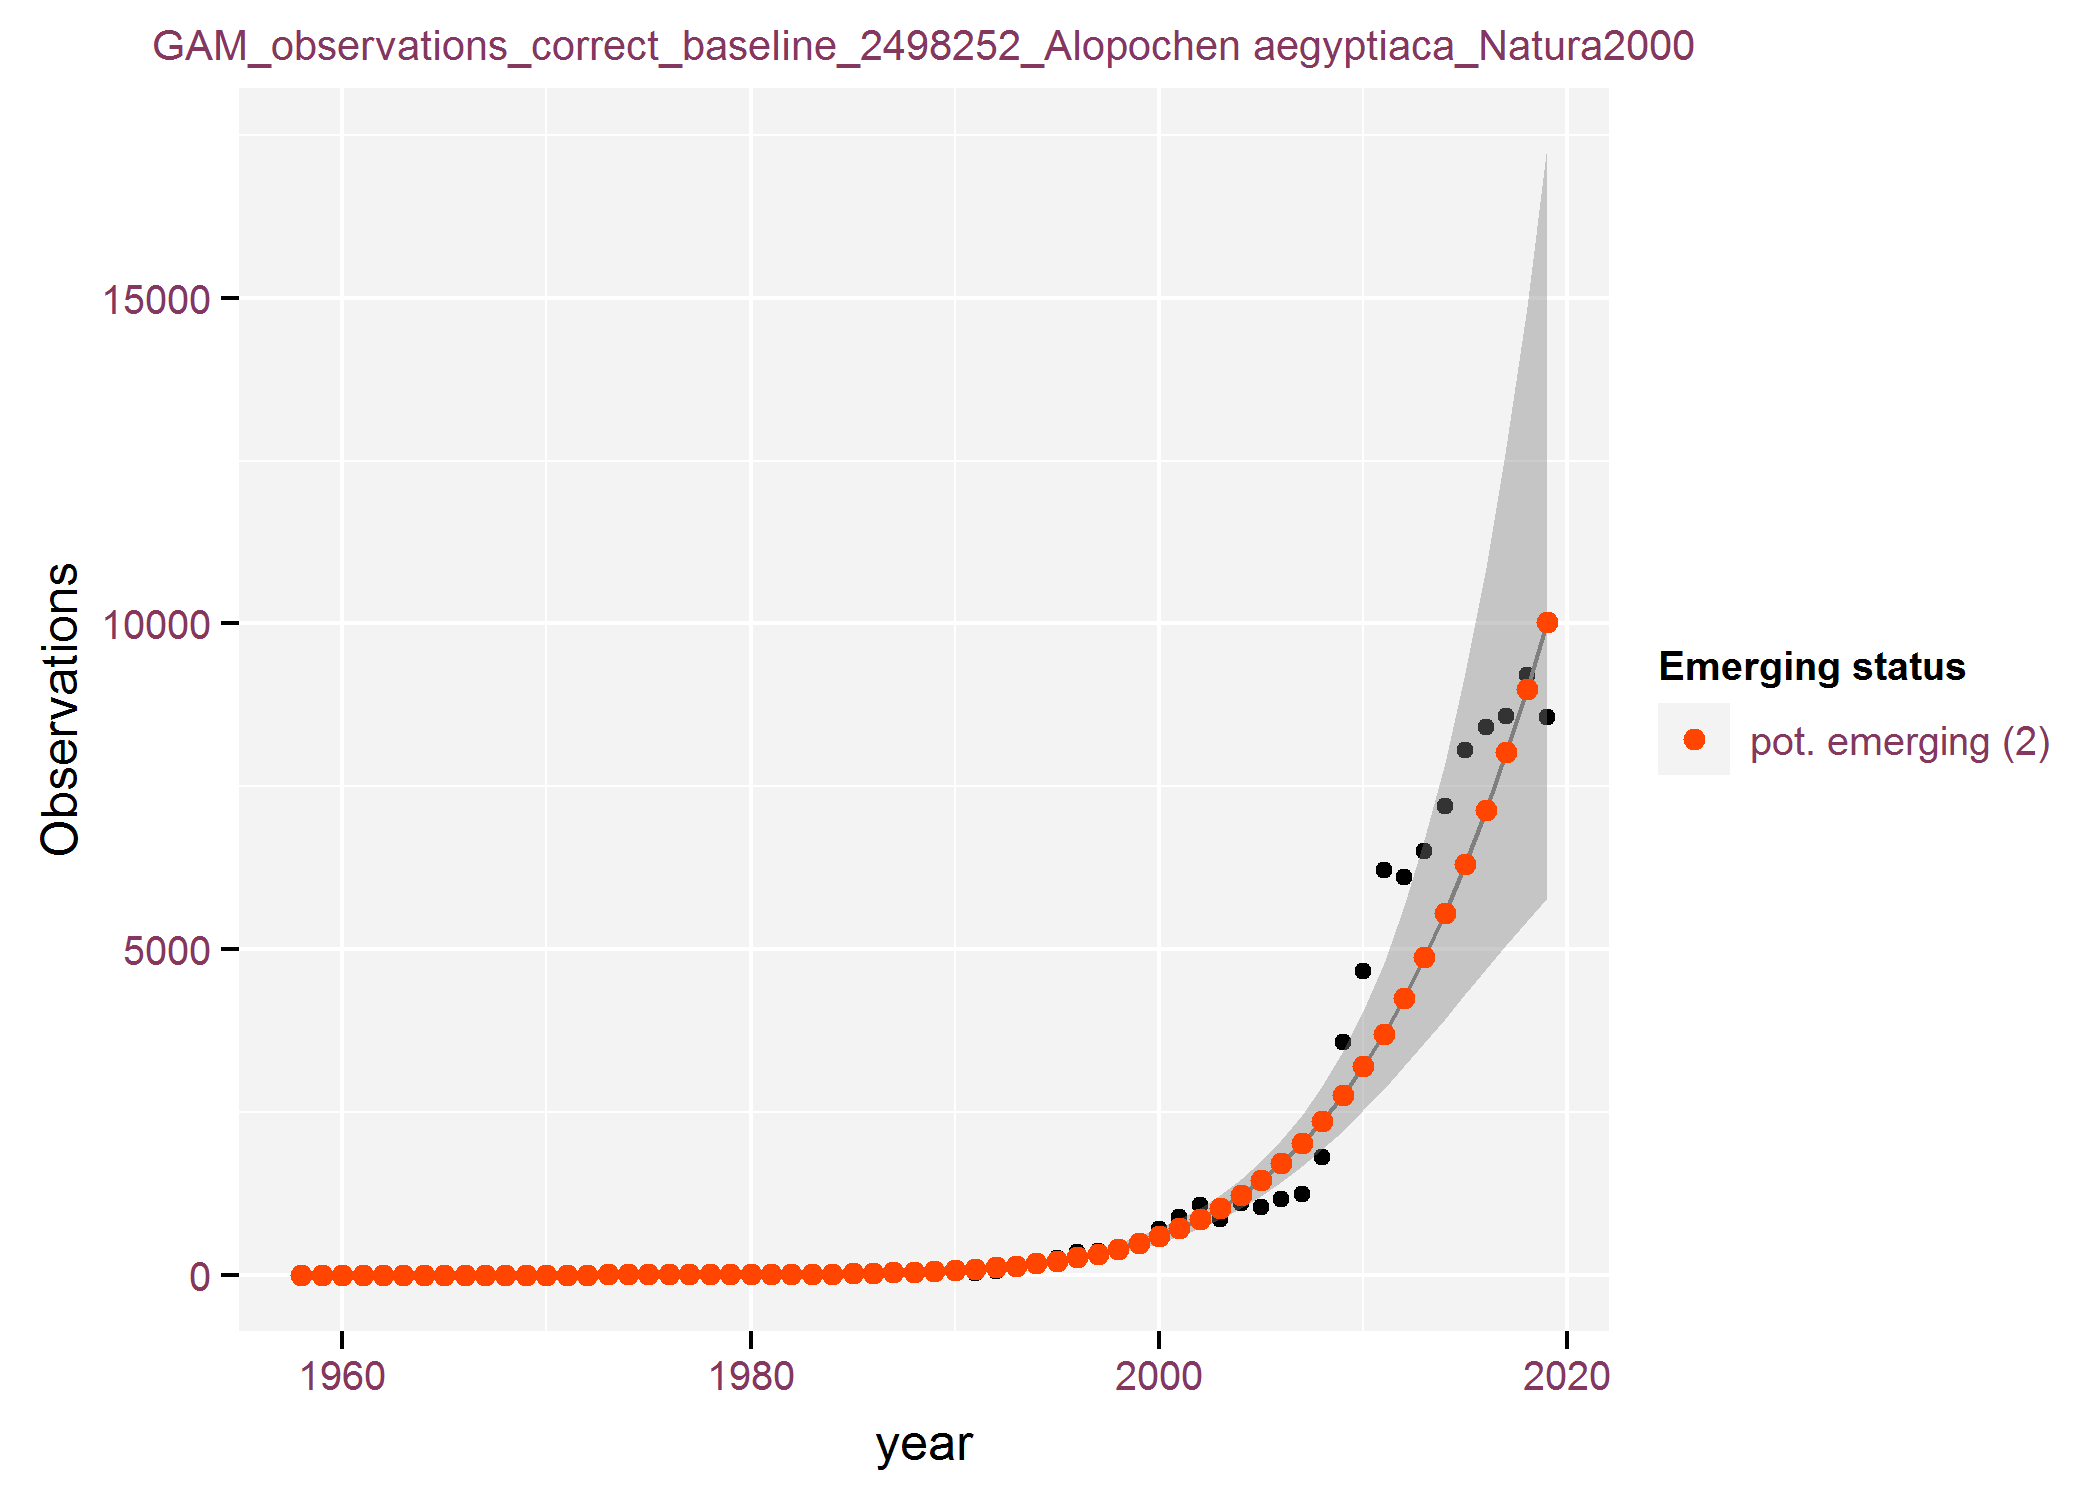 GAM_observations_correct_baseline_2498252_Alopochen aegyptiaca_Natura2000
15000
10000
5000
0
Observations
1960 1980 2000 2020
year
Emerging status
pot. emerging (2)